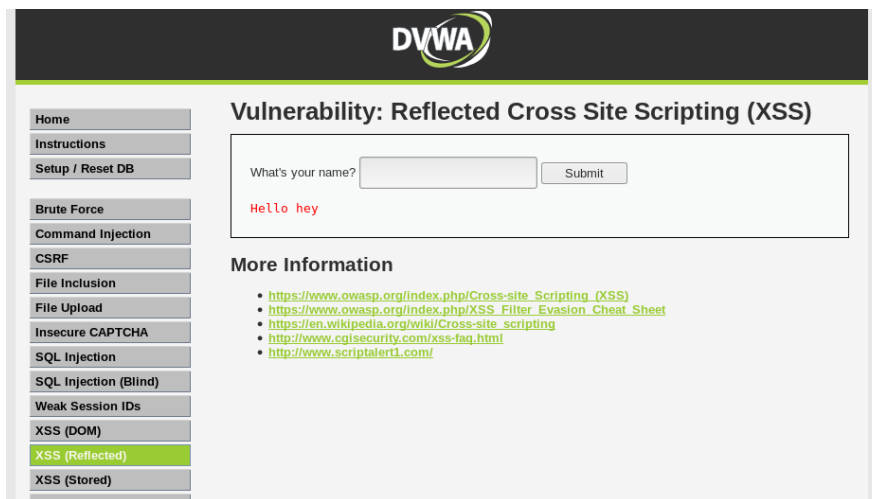 DVWA
Home
Instructions
Setup / Reset DB
Brute Force
Command Injection
CSRF
File Inclusion
File Upload
Insecure CAPTCHA
SQL Injection
SQL Injection (Blind)
Weak Session IDs
XSS (DOM)
XSS (Reflected)
XSS (Stored)
Vulnerability: Reflected Cross Site Scripting (XSS)
What's your name? Submit
Hello hey
More Information
https://www.owasp.org/index.php/Cross-site_Scripting_(XSS)
https://www.owasp.org/index.php/XSS_Filter_Evasion_Cheat_Sheet
https://en.wikipedia.org/wiki/Cross-site_scripting
http://www.cgisecurity.com/xss-faq.html
http://www.scriptalert1.com/